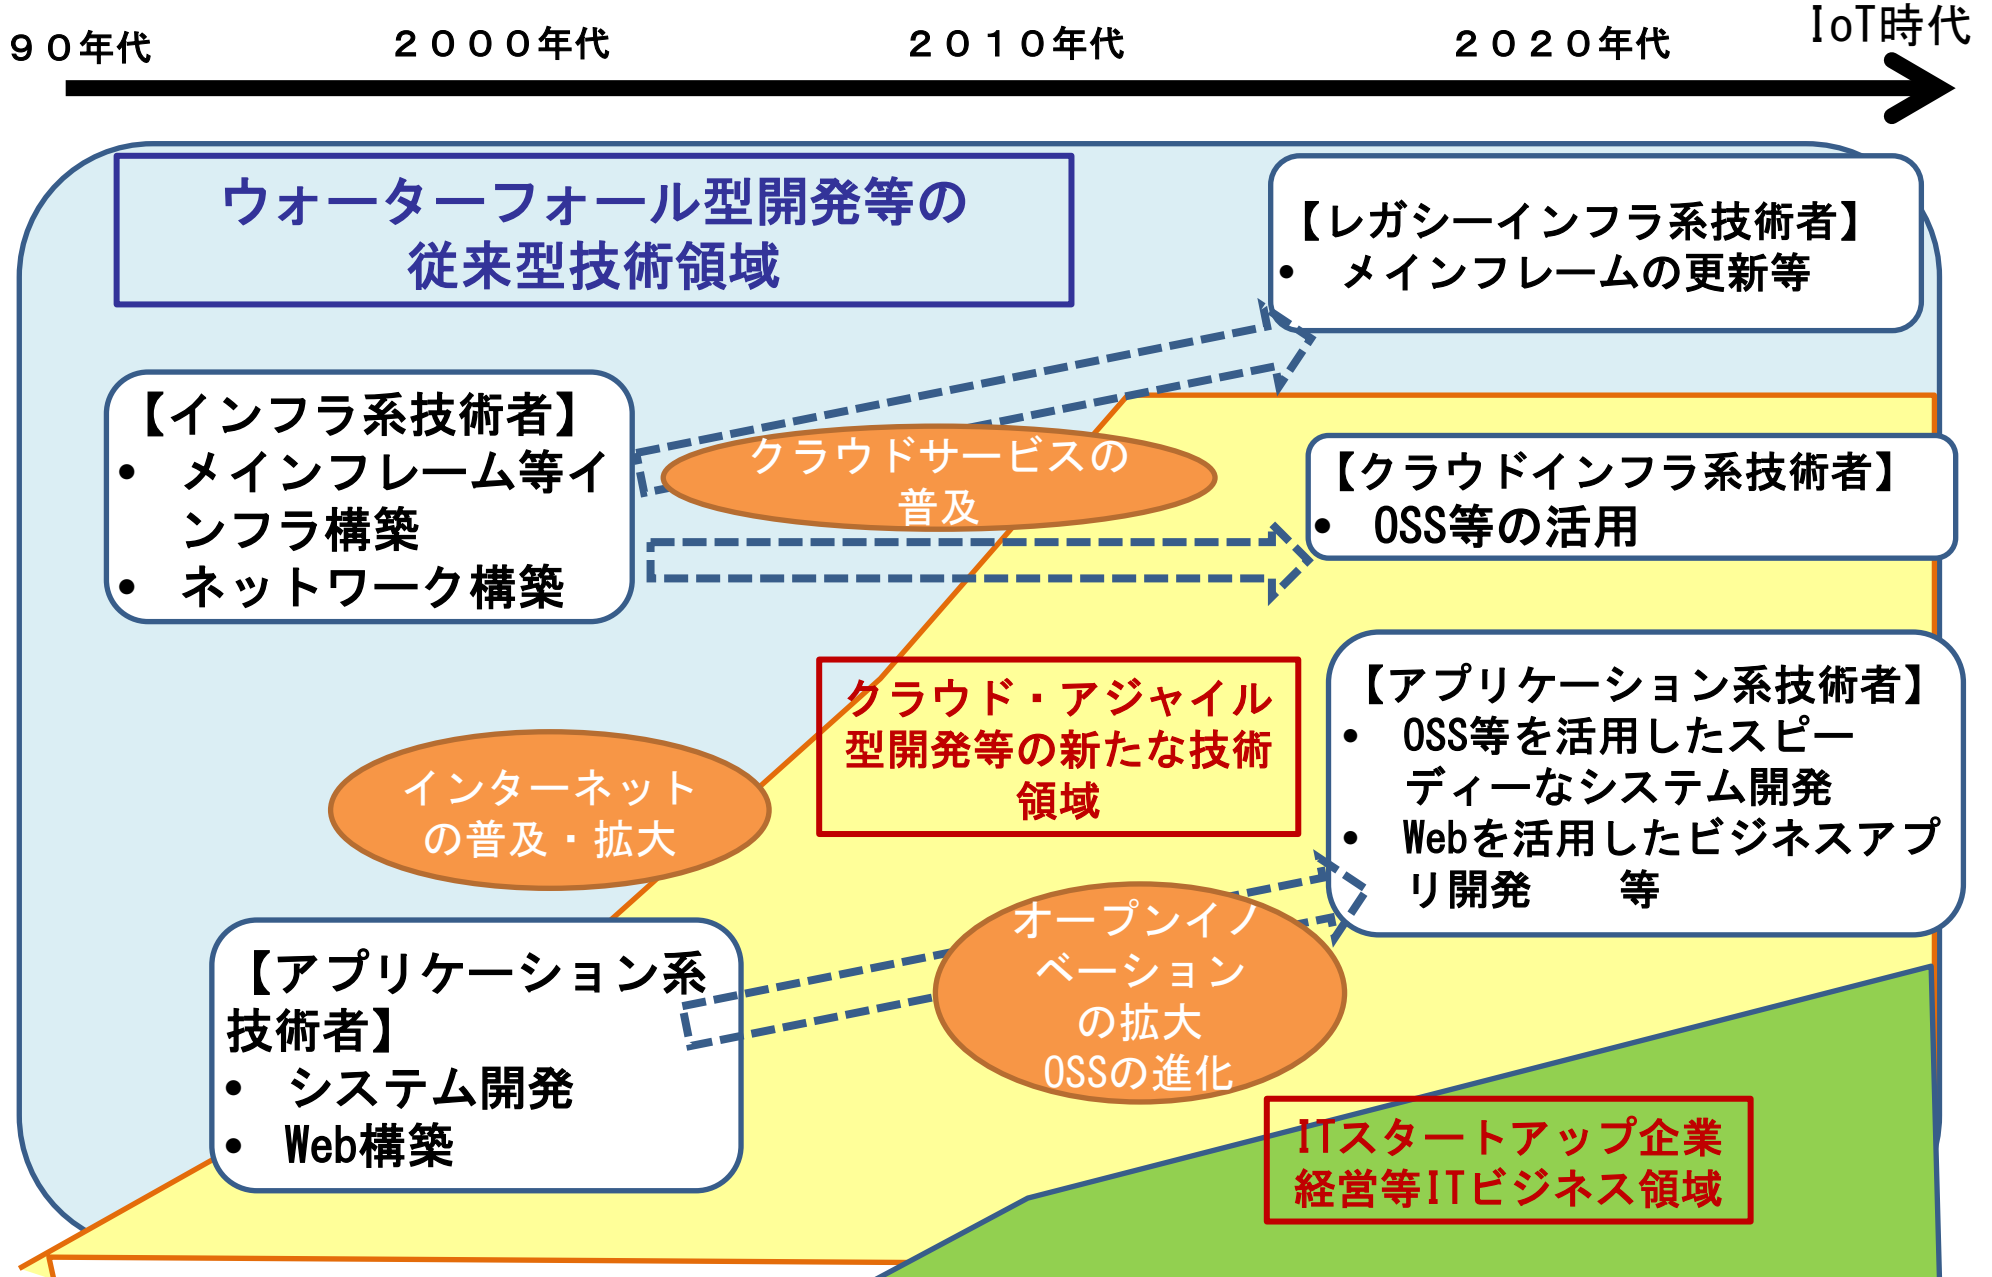 ９０年代
２０００年代
２０１０年代
２０２０年代
IoT時代
ウォーターフォール型開発等の
従来型技術領域
【レガシーインフラ系技術者】
• メインフレームの更新等
【インフラ系技術者】
• メインフレーム等イ
ンフラ構築
• ネットワーク構築
クラウドサービスの
普及
【クラウドインフラ系技術者】
• OSS等の活用
クラウド・アジャイル
型開発等の新たな技術
領域
【アプリケーション系技術者】
• OSS等を活用したスピー
ディーなシステム開発
• Webを活用したビジネスアプ
リ開発　　等
インターネット
の普及・拡大
オープンイノ
ベーション
の拡大
OSSの進化
【アプリケーション系
技術者】
• システム開発
• Web構築
ITスタートアップ企業
経営等ITビジネス領域